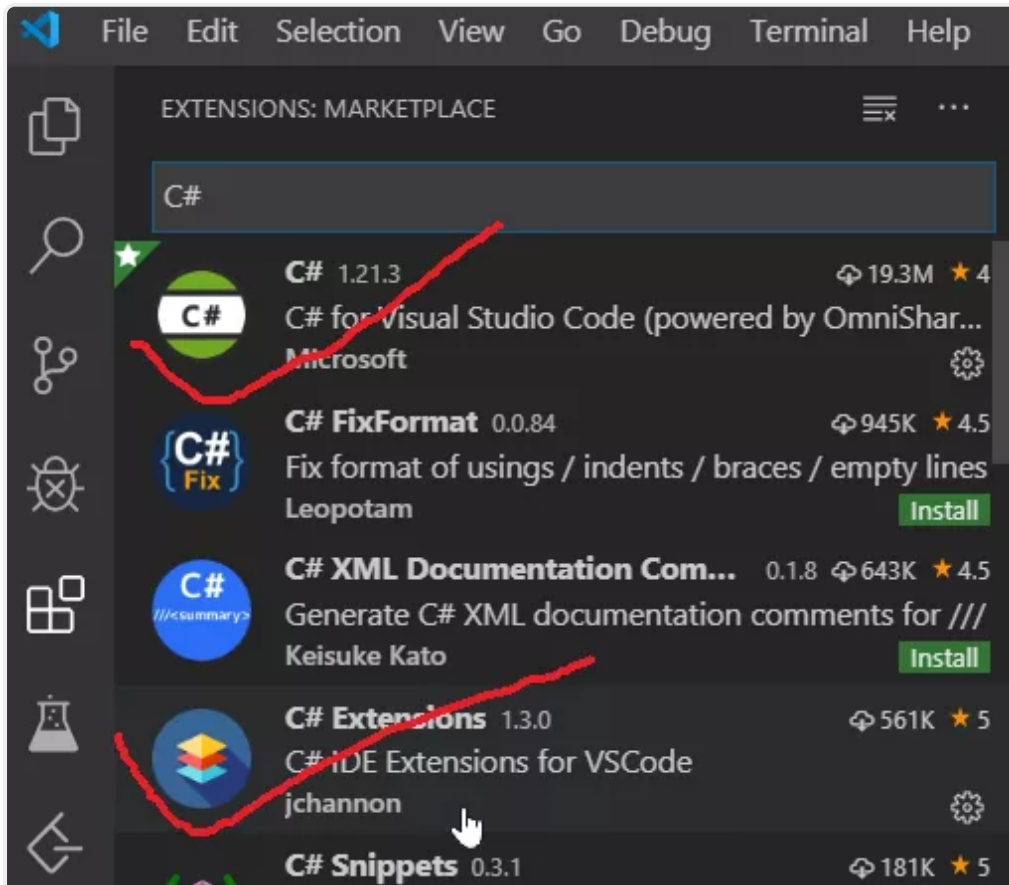 File Edit Selection View Go Debug Terminal Help
EXTENSIONS: MARKETPLACE
C#
C# 1.21.3 19.3M ★ 4
C#
C# for Visual Studio Code (powered by OmniShar...
Microsoft
C# FixFormat 0.0.84 945K ★ 4.5
{C#}
Fix
Fix format of usings / indents / braces / empty lines
Leopotam
Install
C# XML Documentation Com... 0.1.8 643K ★ 4.5
C#
///<summary>
Generate C# XML documentation comments for ///
Keisuke Kato
Install
C# Extensions 1.3.0 561K ★ 5
C# IDE Extensions for VSCode
jchannon
C# Snippets 0.3.1 181K ★ 5